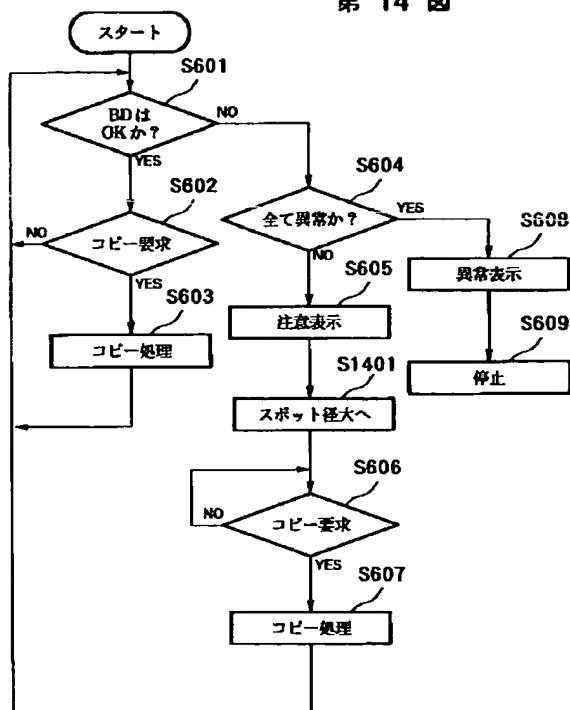 第 14 図
スタート
S601
BDは
OKか?
NO
YES
S602
コピー要求
NO
YES
S603
コピー処理
S604
全て異常か?
YES
NO
S605
注意表示
S1401
スポット径大へ
S606
コピー要求
NO
YES
S607
コピー処理
S608
異常表示
S609
停止